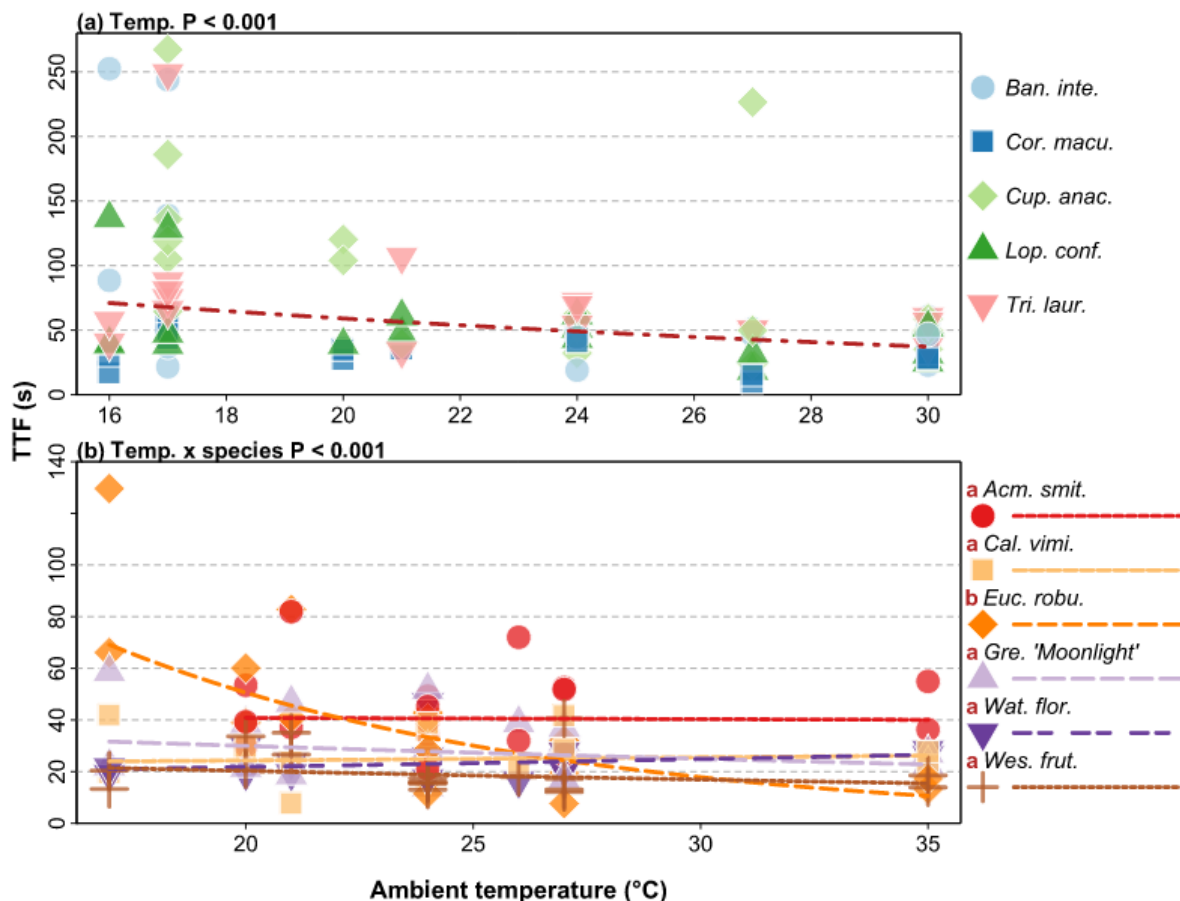 (a) Temp. P < 0.001
250
200
150
100
50
0
16
18
20
22
24
26
28
30
Ban. inte.
Cor. macu.
Cup. anac.
Lop. conf.
Tri. laur.
TTF (s)
(b) Temp. x species P < 0.001
140
100
80
60
40
20
0
20
25
30
35
a Acm. smit.
a Cal. vimi.
b Euc. robu.
a Gre. 'Moonlight'
a Wat. flor.
a Wes. frut.
Ambient temperature (°C)